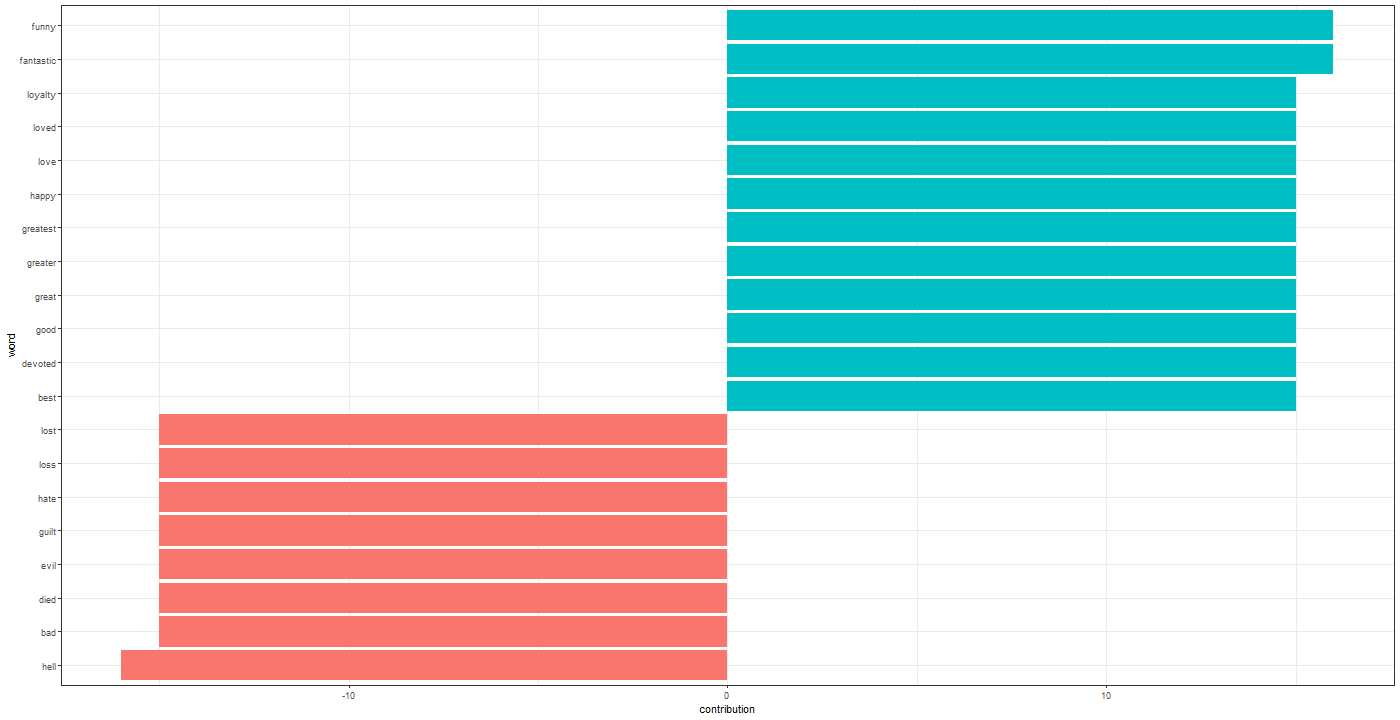 funny
fantastic
loyalty
loved
love
happy
greatest
greater
great
good
devoted
best
lost
loss
hate
guilt
evil
died
bad
hell
word
-10 0 10
contribution